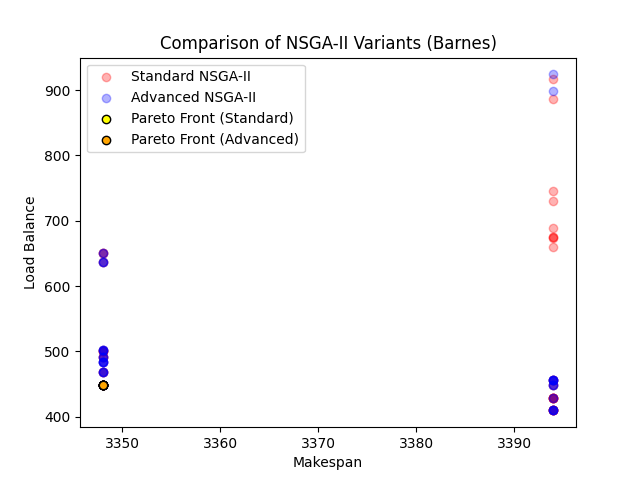 Comparison of NSGA-II Variants (Barnes)
Standard NSGA-II
Advanced NSGA-II
Pareto Front (Standard)
Pareto Front (Advanced)
Load Balance
900
800
700
600
500
400
3350 3360 3370 3380 3390
Makespan